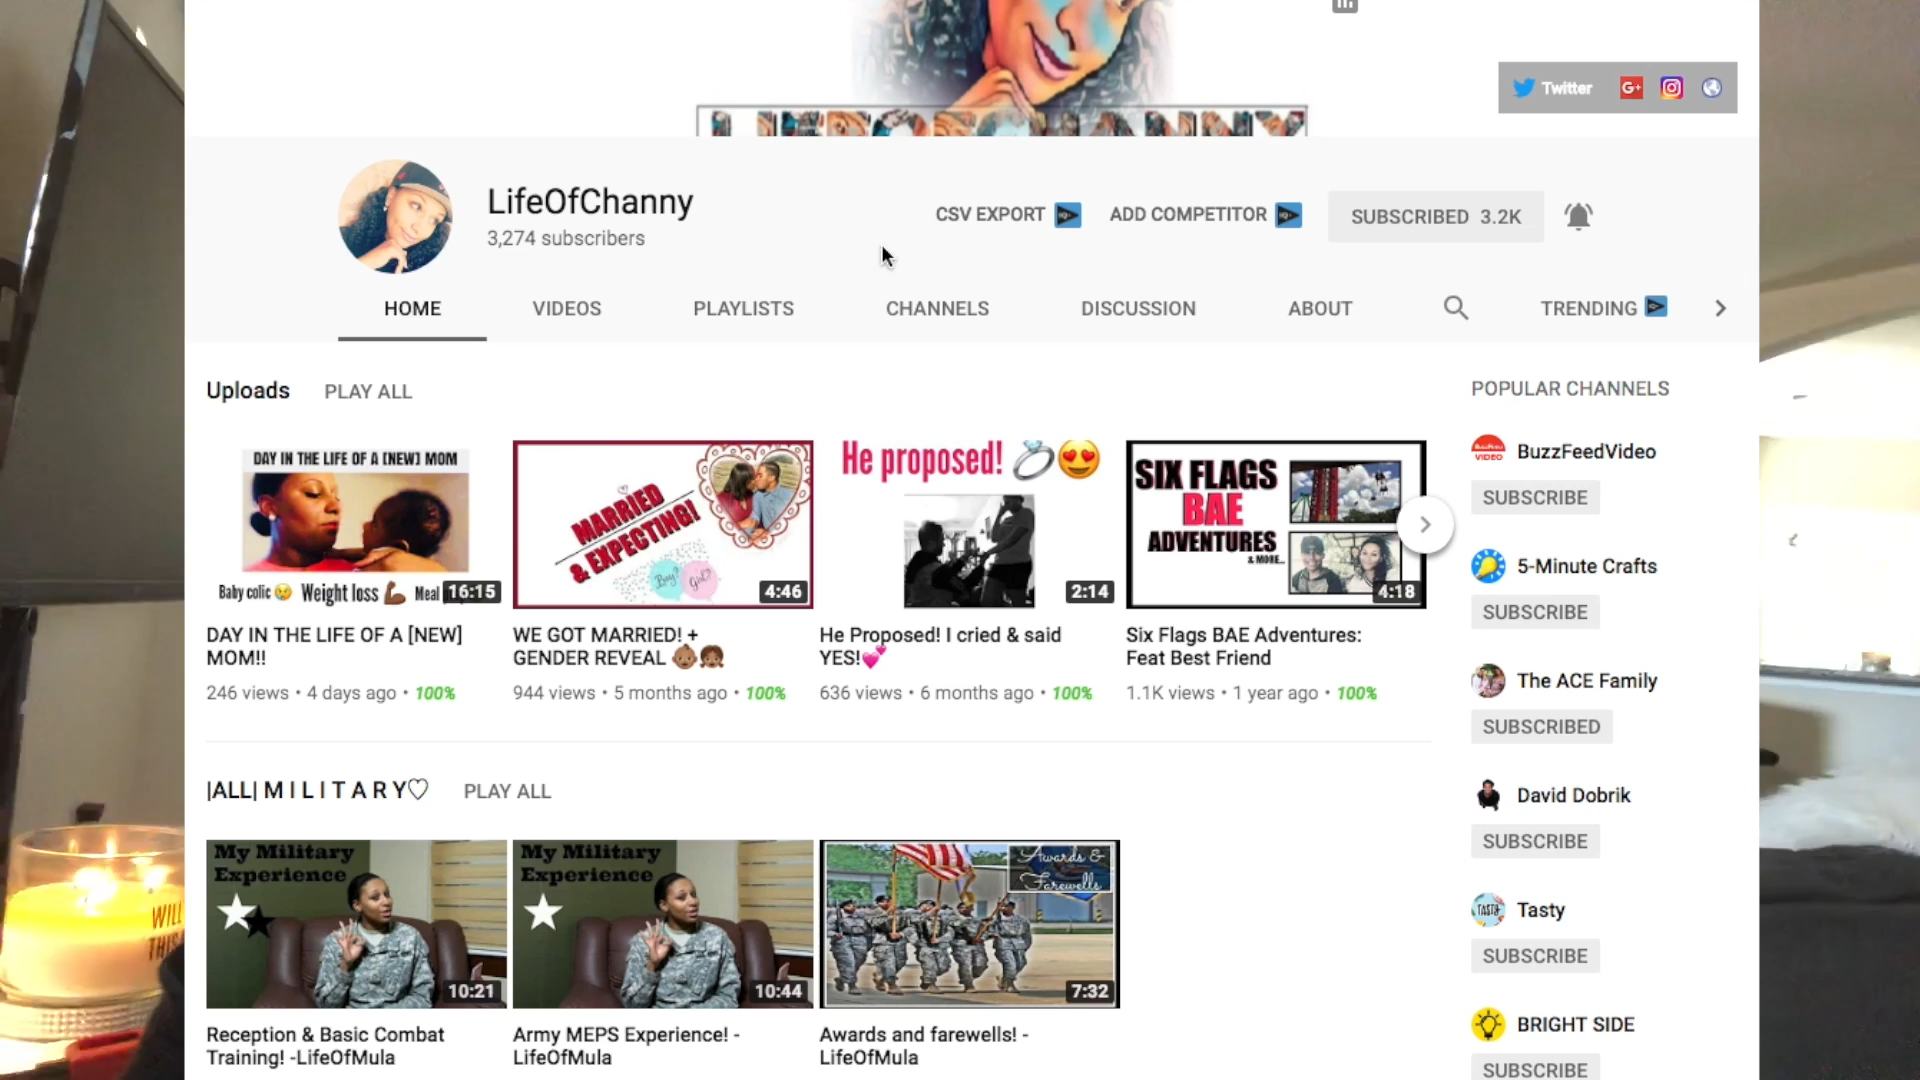 Twitter
G+
LIFEOFCHANNY
LifeOfChanny
3,274 subscribers
CSV EXPORT
ADD COMPETITOR
SUBSCRIBED 3.2K
HOME
VIDEOS
PLAYLISTS
CHANNELS
DISCUSSION
ABOUT
TRENDING
Uploads
PLAY ALL
DAY IN THE LIFE OF A [NEW] MOM
Baby colic 😢 Weight loss 💪🏾 Meal
16:15
DAY IN THE LIFE OF A [NEW]
MOM!!
246 views • 4 days ago • 100%
MARRIED
& EXPECTING!
Boy?
Girl?
4:46
WE GOT MARRIED! +
GENDER REVEAL 👶🏾👧🏾
944 views • 5 months ago • 100%
He proposed! 💍😍
2:14
He Proposed! I cried & said
YES!💕
636 views • 6 months ago • 100%
SIX FLAGS
BAE
ADVENTURES
& MORE...
4:18
Six Flags BAE Adventures:
Feat Best Friend
1.1K views • 1 year ago • 100%
|ALL| M I L I T A R Y♡
PLAY ALL
My Military
Experience
10:21
Reception & Basic Combat
Training! -LifeOfMula
My Military
Experience
10:44
Army MEPS Experience! -
LifeOfMula
Awards &
Farewells
7:32
Awards and farewells! -
LifeOfMula
POPULAR CHANNELS
VIDEO
BuzzFeedVideo
SUBSCRIBE
5-Minute Crafts
SUBSCRIBE
The ACE Family
SUBSCRIBED
David Dobrik
SUBSCRIBE
TASTY
Tasty
SUBSCRIBE
BRIGHT SIDE
SUBSCRIBE
WILL